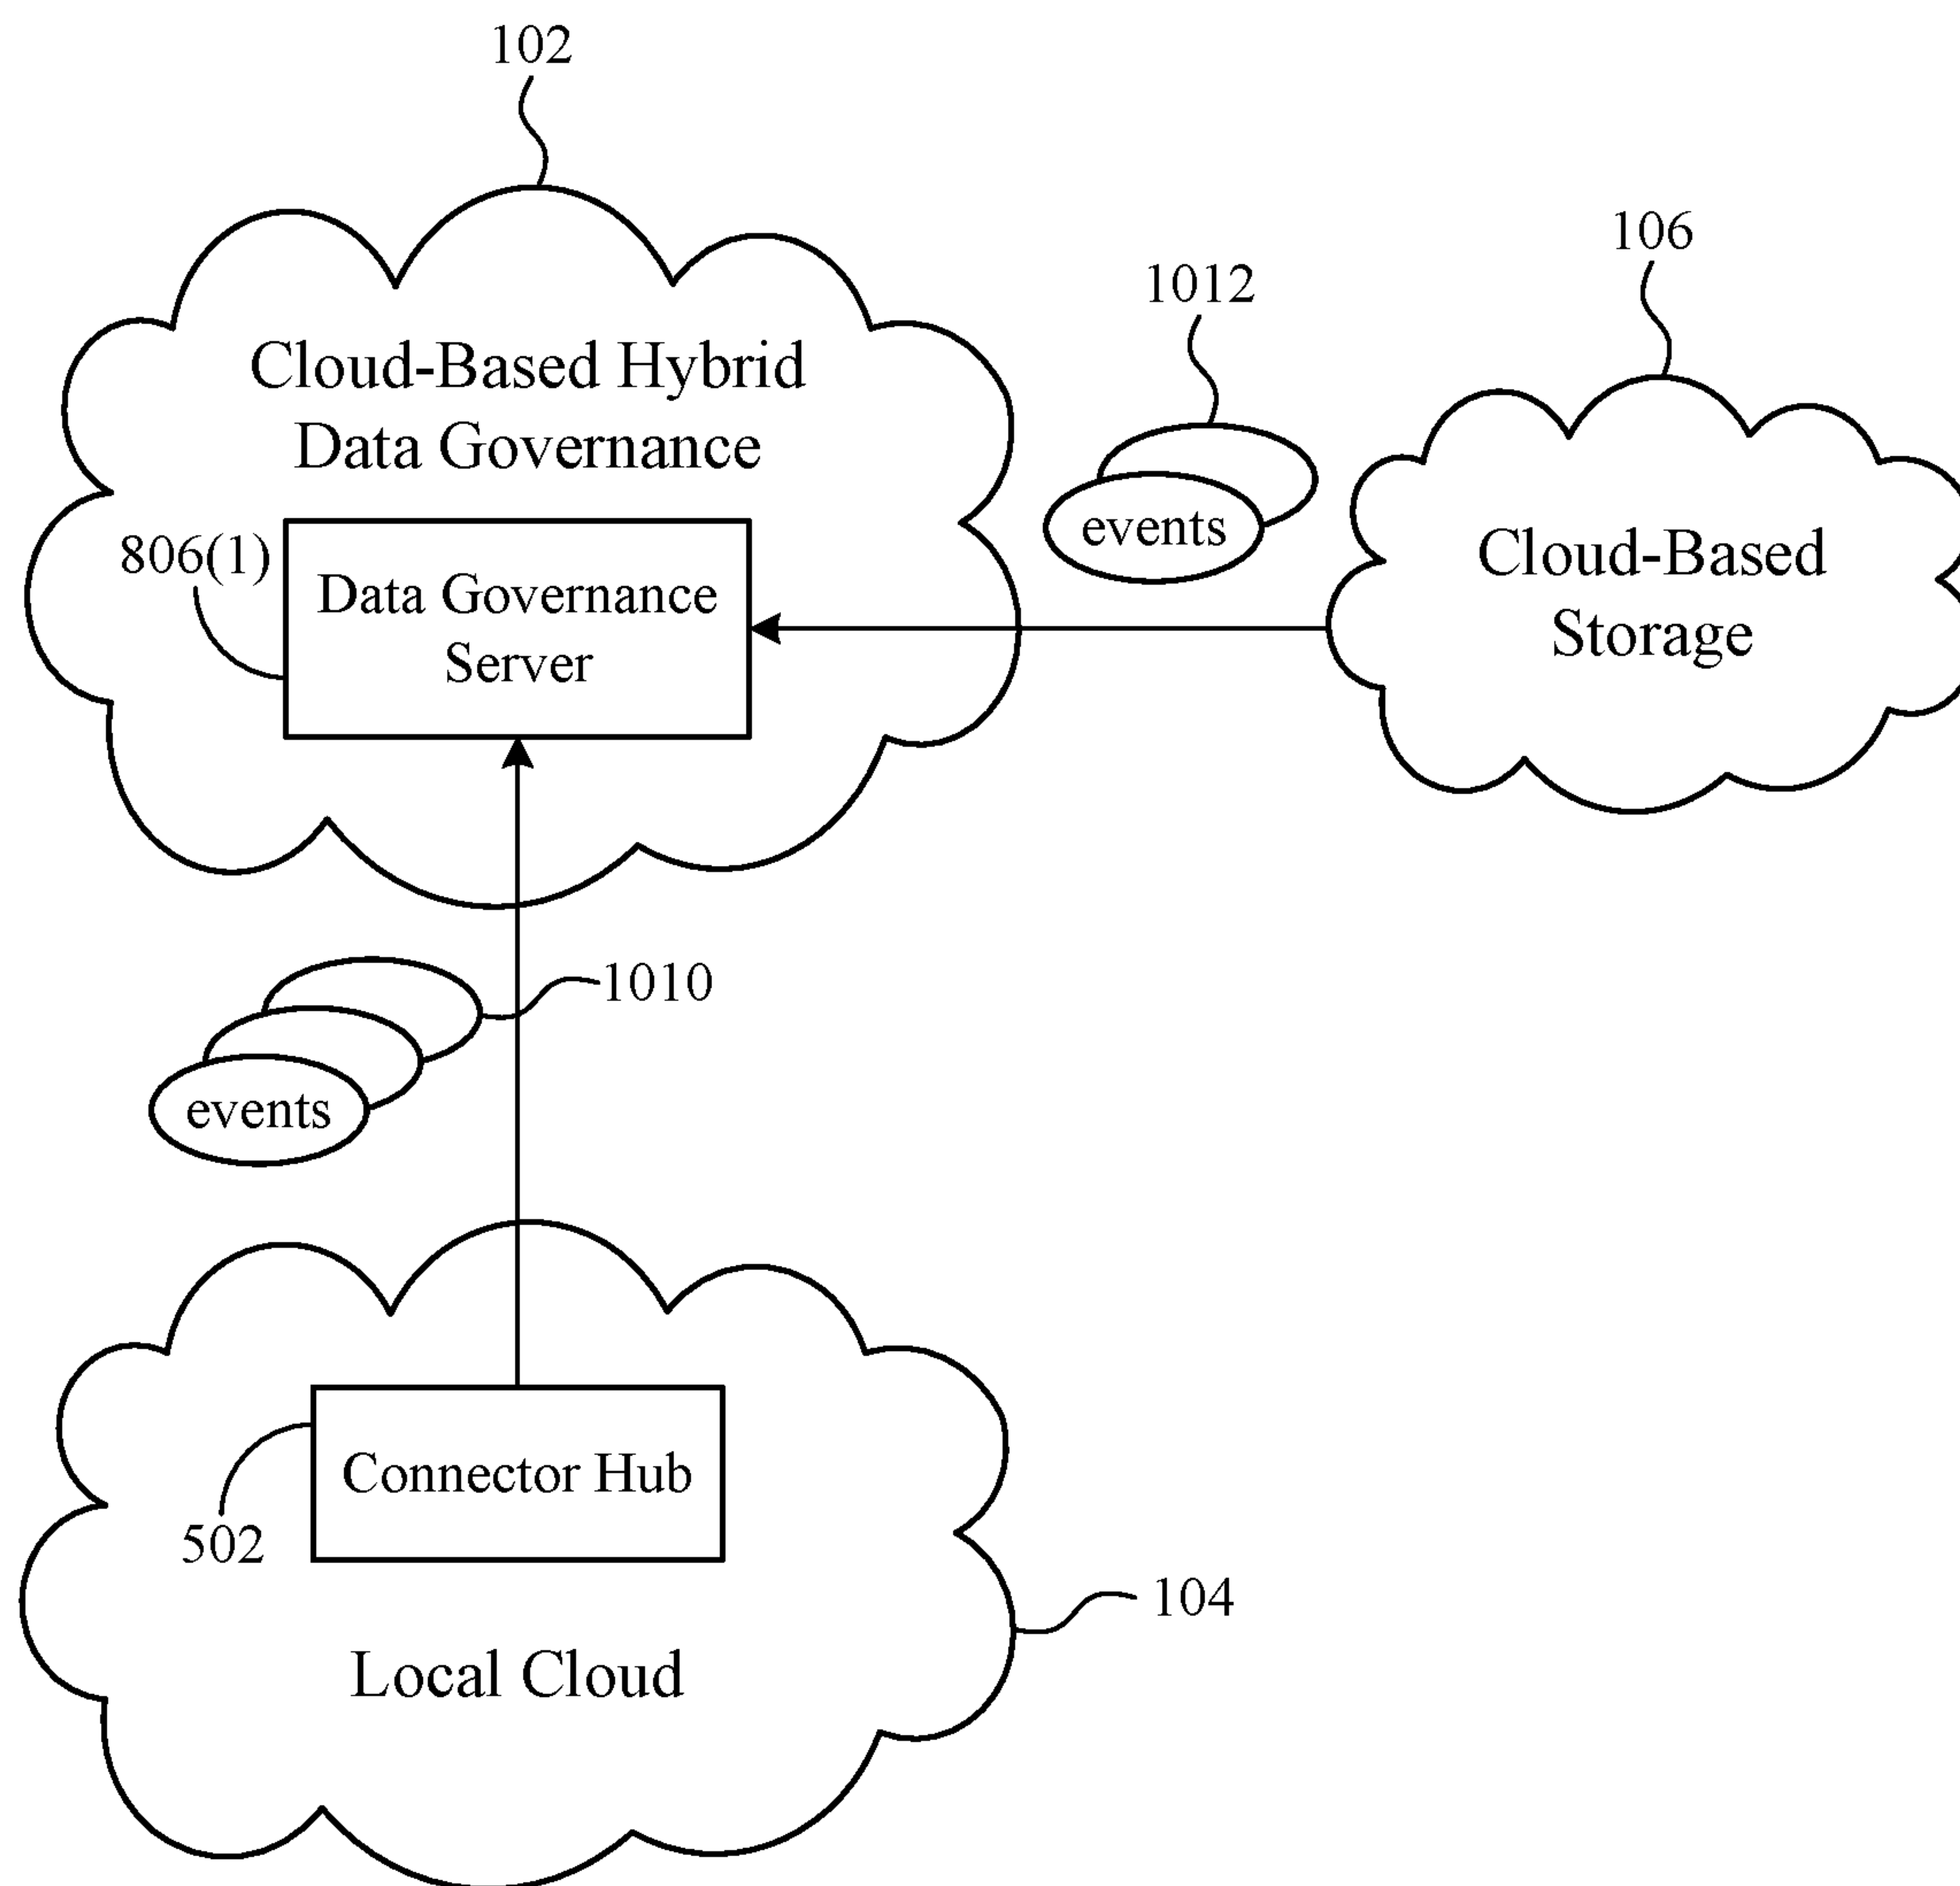 102
106
1012
Cloud-Based Hybrid
Data Governance
events
806(1)
Data Governance
Server
Cloud-Based
Storage
1010
events
Connector Hub
502
104
Local Cloud